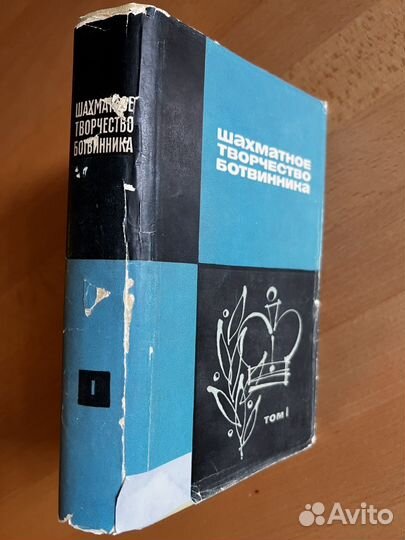 ШАХМАТНОЕ
ТВОРЧЕСТВО
БОТВИННИКА
I
шахматное
творчество
ботвинника
том I
Avito